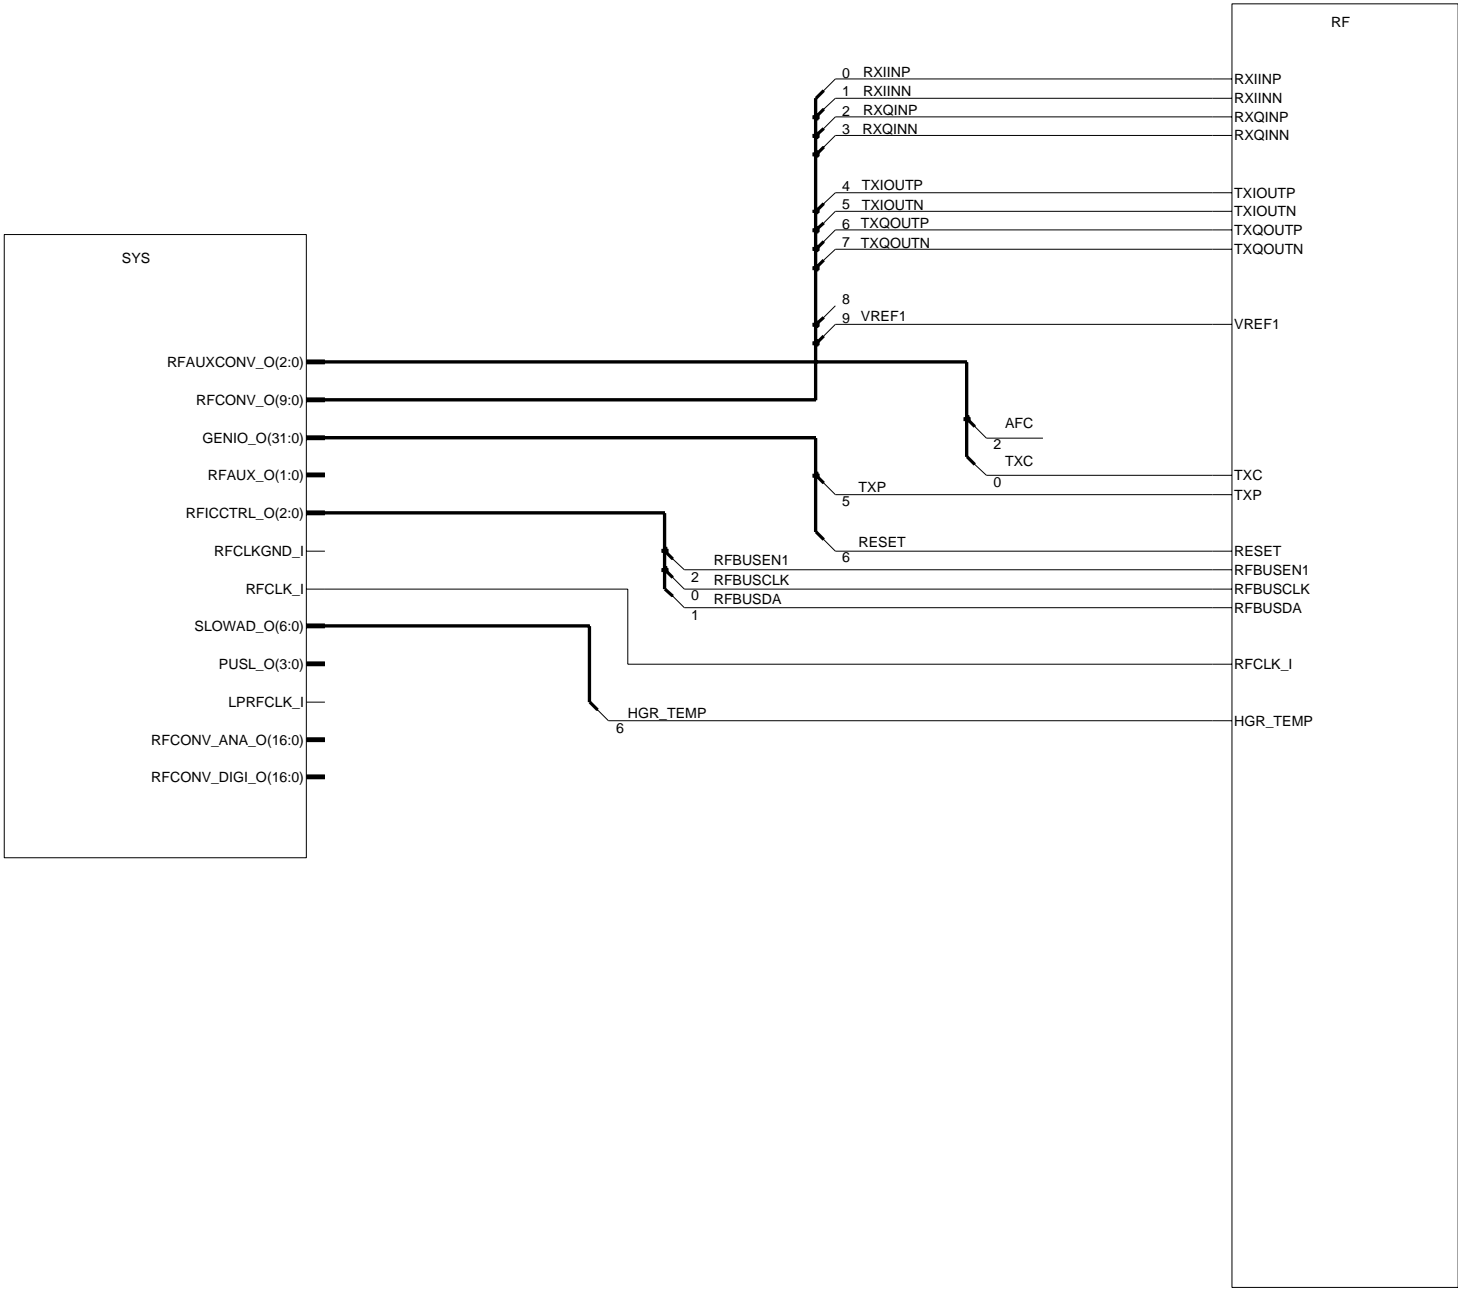 RF
0 RXIINP RXIINP
1 RXIINN RXIINN
2 RXQINP RXQINP
3 RXQINN RXQINN
4 TXIOUTP TXIOUTP
5 TXIOUTN TXIOUTN
6 TXQOUTP TXQOUTP
7 TXQOUTN TXQOUTN
SYS
8
9 VREF1 VREF1
RFAUXCONV_O(2:0)
RFCONV_O(9:0)
AFC
GENIO_O(31:0)
2
TXC
RFAUX_O(1:0) TXC
0
TXP TXP
5
RFICCTRL_O(2:0)
RESET RESET
6
RFCLKGND_I
RFBUSEN1 RFBUSEN1
2
RFCLK_I RFBUSCLK RFBUSCLK
0
RFBUSDA RFBUSDA
1
SLOWAD_O(6:0)
PUSL_O(3:0) RFCLK_I
LPRFCLK_I
HGR_TEMP HGR_TEMP
6
RFCONV_ANA_O(16:0)
RFCONV_DIGI_O(16:0)